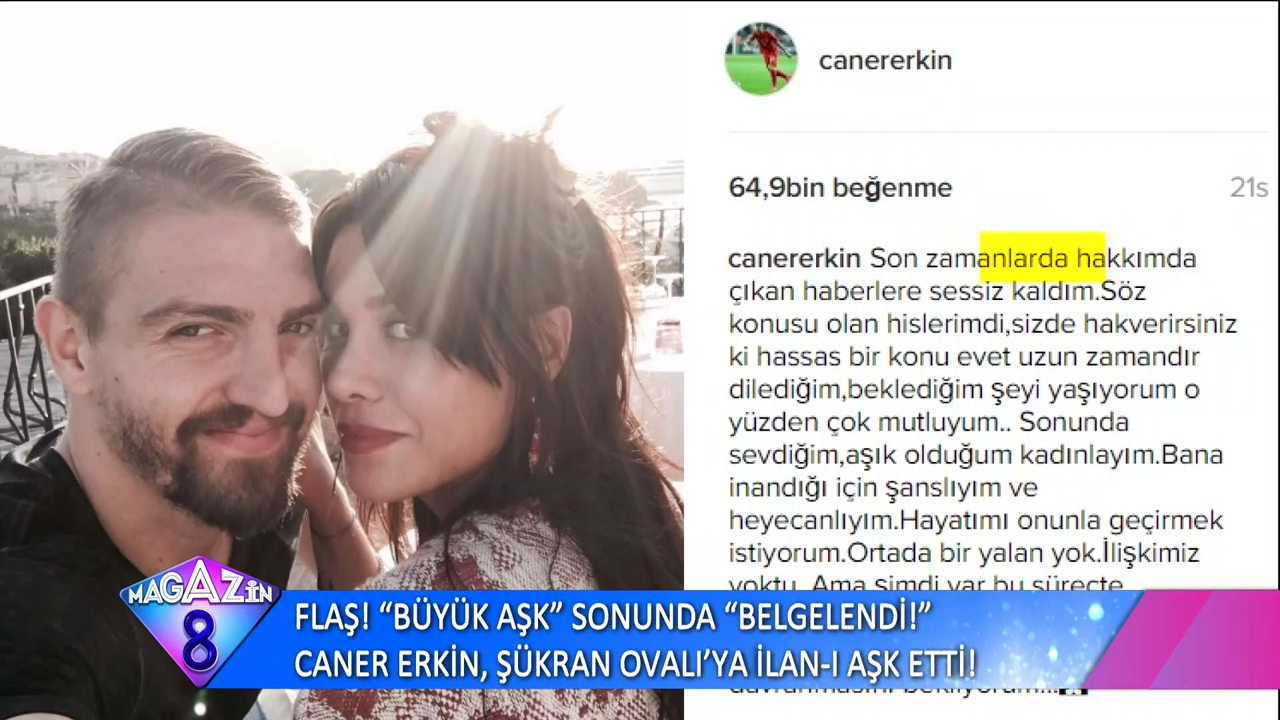 canererkin
64,9bin beğenme
21s
canererkin Son zamanlarda hakkımda
çıkan haberlere sessiz kaldım.Söz
konusu olan hislerimdi,sizde hakverirsiniz
ki hassas bir konu evet uzun zamandır
dilediğim,beklediğim şeyi yaşıyorum o
yüzden çok mutluyum.. Sonunda
sevdiğim,aşık olduğum kadınlayım.Bana
inandığı için şanslıyım ve
heyecanlıyım.Hayatımı onunla geçirmek
istiyorum.Ortada bir yalan yok.İlişkimiz
yoktu. Ama şimdi var bu süreçte
MAGAZİN
8
FLAŞ! “BÜYÜK AŞK” SONUNDA “BELGELENDİ!”
CANER ERKİN, ŞÜKRAN OVALI’YA İLAN-I AŞK ETTİ!
davranmasını bekliyorum...